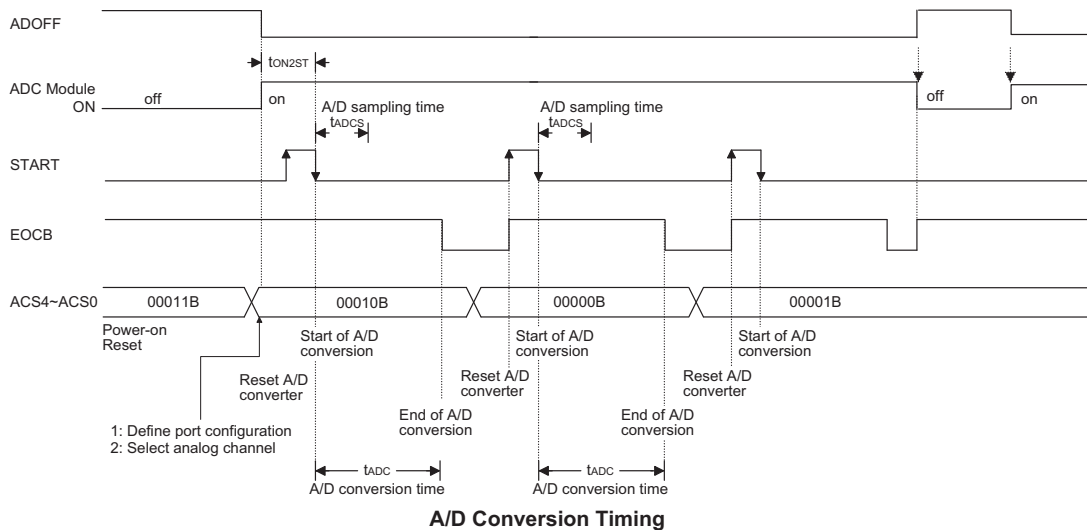 ADOFF
tON2ST
ADC Module
ON
off
on
off
on
A/D sampling time
tADCS
A/D sampling time
tADCS
START
EOCB
ACS4~ACS0
00011B
00010B
00000B
00001B
Power-on
Reset
Start of A/D
conversion
Start of A/D
conversion
Start of A/D
conversion
Reset A/D
converter
Reset A/D
converter
Reset A/D
converter
End of A/D
conversion
End of A/D
conversion
1: Define port configuration
2: Select analog channel
tADC
A/D conversion time
tADC
A/D conversion time
A/D Conversion Timing